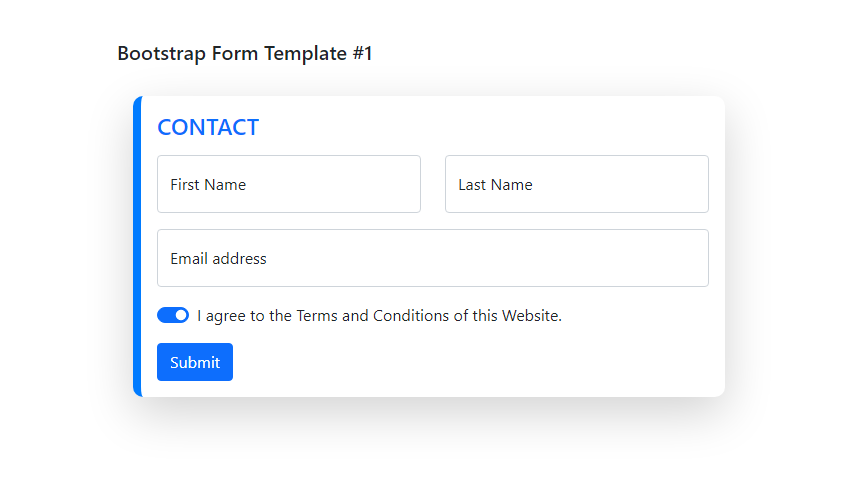 Bootstrap Form Template #1
CONTACT
First Name
Last Name
Email address
I agree to the Terms and Conditions of this Website.
Submit